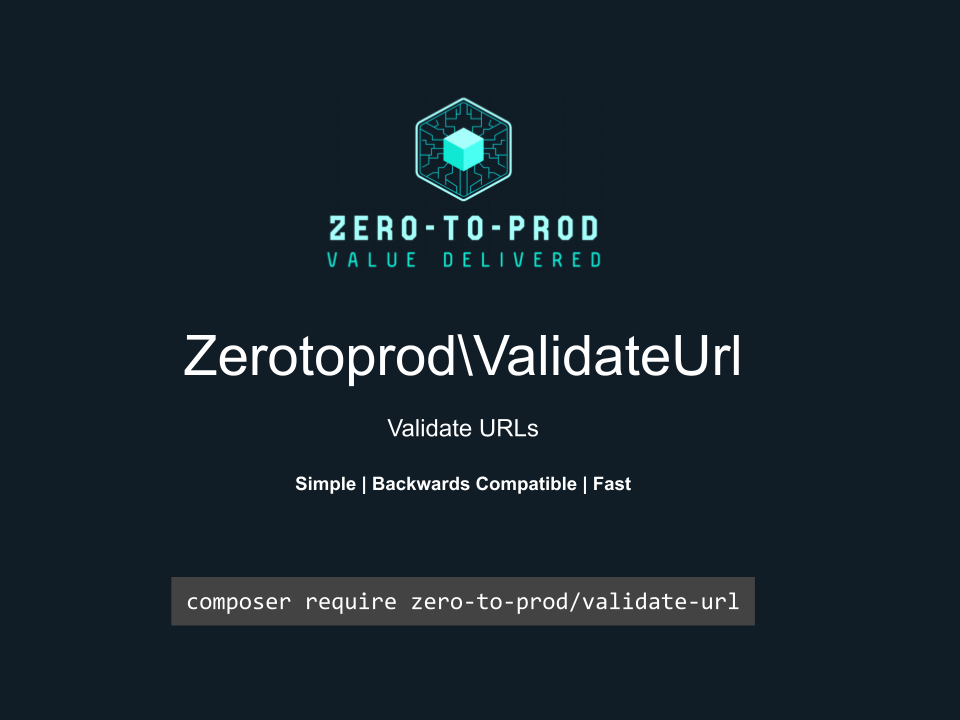 ZERO-TO-PROD
VALUE DELIVERED
Zerotoprod\ValidateUrl
Validate URLs
Simple | Backwards Compatible | Fast
composer require zero-to-prod/validate-url